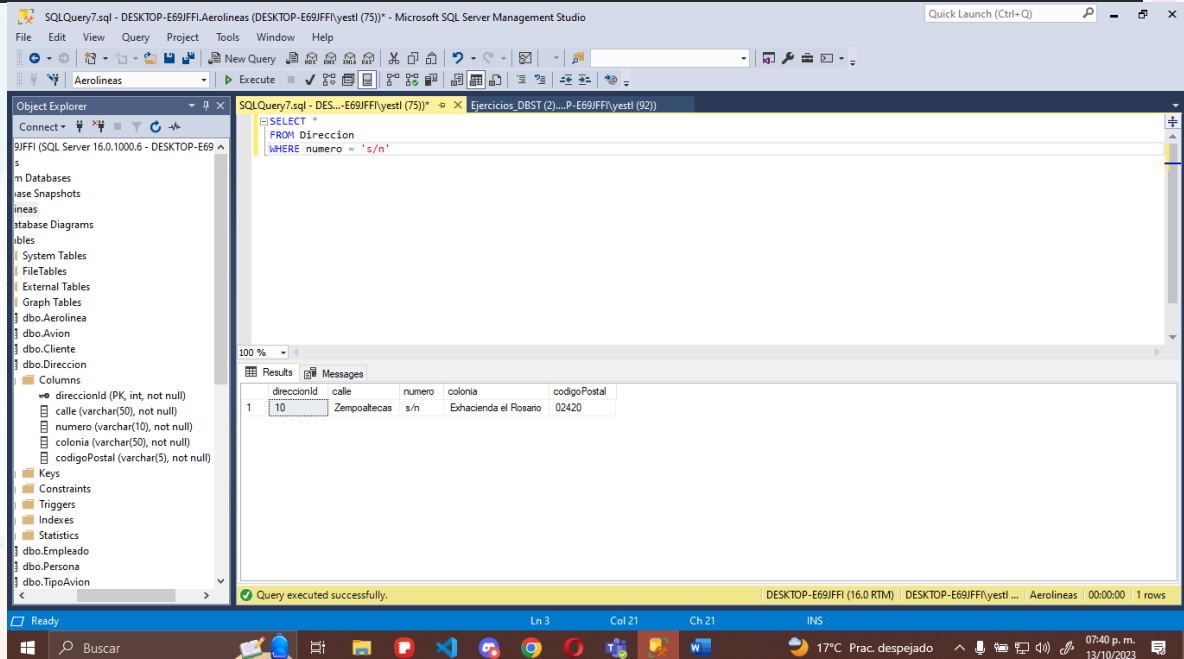 SQLQuery7.sql - DESKTOP-E69JFFI.Aerolineas (DESKTOP-E69JFFI\yestl (75))* - Microsoft SQL Server Management Studio
Quick Launch (Ctrl+Q)
File Edit View Query Project Tools Window Help
New Query
Aerolineas Execute
Object Explorer
SQLQuery7.sql - DES...-E69JFFI\yestl (75))* Ejercicios_DBST (2)....P-E69JFFI\yestl (92))
Connect
9JFFI (SQL Server 16.0.1000.6 - DESKTOP-E69
s
m Databases
base Snapshots
ineas
atabase Diagrams
ables
System Tables
FileTables
External Tables
Graph Tables
dbo.Aerolinea
dbo.Avion
dbo.Cliente
dbo.Direccion
Columns
direccionId (PK, int, not null)
calle (varchar(50), not null)
numero (varchar(10), not null)
colonia (varchar(50), not null)
codigoPostal (varchar(5), not null)
Keys
Constraints
Triggers
Indexes
Statistics
dbo.Empleado
dbo.Persona
dbo.TipoAvion
SELECT *
FROM Direccion
WHERE numero = 's/n'
100 %
Results Messages
direccionId calle numero colonia codigoPostal
1 10 Zempoaltecas s/n Exhacienda el Rosario 02420
Query executed successfully. DESKTOP-E69JFFI (16.0 RTM) DESKTOP-E69JFFI\yestl ... Aerolineas 00:00:00 1 rows
Ready Ln 3 Col 21 Ch 21 INS
Buscar 17°C Prac. despejado 07:40 p. m.
13/10/2023